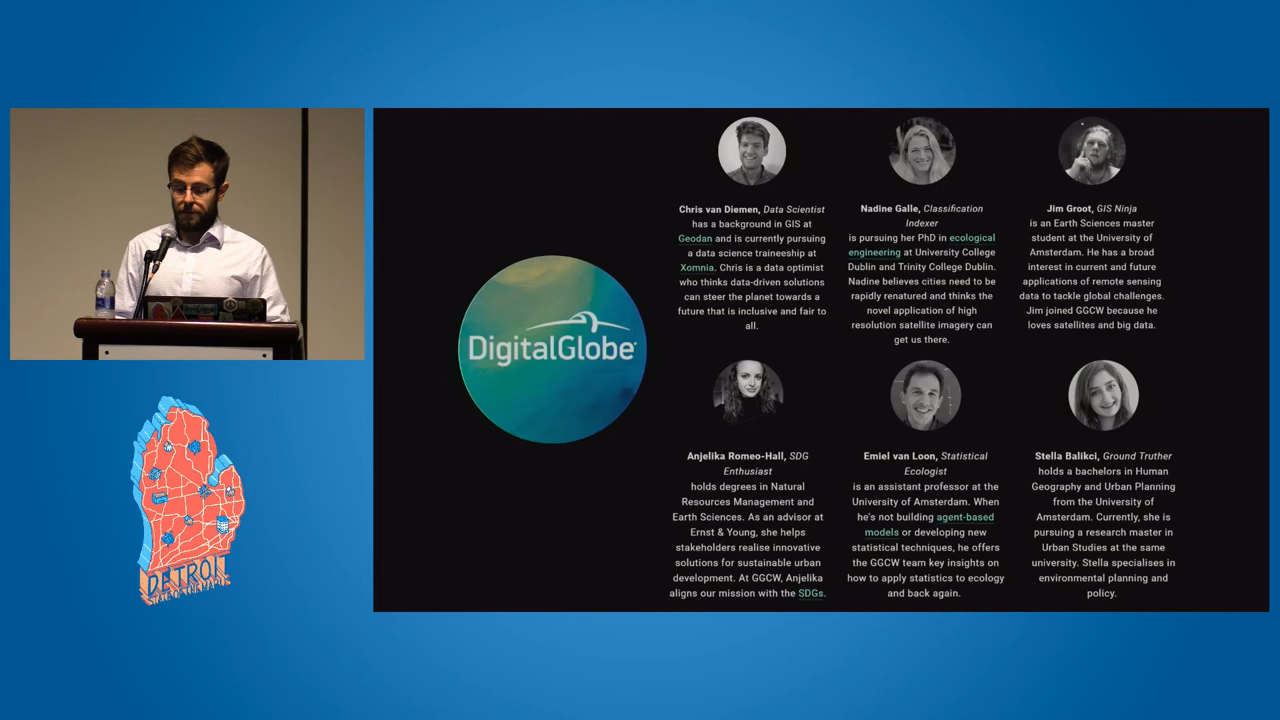 DigitalGlobe
Chris van Diemen, Data Scientist
has a background in GIS at
Geodan and is currently pursuing
a data science traineeship at
Xomnia. Chris is a data optimist
who thinks data-driven solutions
can steer the planet towards a
future that is inclusive and fair to
all.
Nadine Galle, Classification
Indexer
is pursuing her PhD in ecological
engineering at University College
Dublin and Trinity College Dublin.
Nadine believes cities need to be
rapidly renatured and thinks the
novel application of high
resolution satellite imagery can
get us there.
Jim Groot, GIS Ninja
is an Earth Sciences master
student at the University of
Amsterdam. He has a broad
interest in current and future
applications of remote sensing
data to tackle global challenges.
Jim joined GGCW because he
loves satellites and big data.
Anjelika Romeo-Hall, SDG
Enthusiast
holds degrees in Natural
Resources Management and
Earth Sciences. As an advisor at
Ernst & Young, she helps
stakeholders realise innovative
solutions for sustainable urban
development. At GGCW, Anjelika
aligns our mission with the SDGs.
Emiel van Loon, Statistical
Ecologist
is an assistant professor at the
University of Amsterdam. When
he's not building agent-based
models or developing new
statistical techniques, he offers
the GGCW team key insights on
how to apply statistics to ecology
and back again.
Stella Balikci, Ground Truther
holds a bachelors in Human
Geography and Urban Planning
from the University of
Amsterdam. Currently, she is
pursuing a research master in
Urban Studies at the same
university. Stella specialises in
environmental planning and
policy.
DETROIT
STATE OF THE MAP US